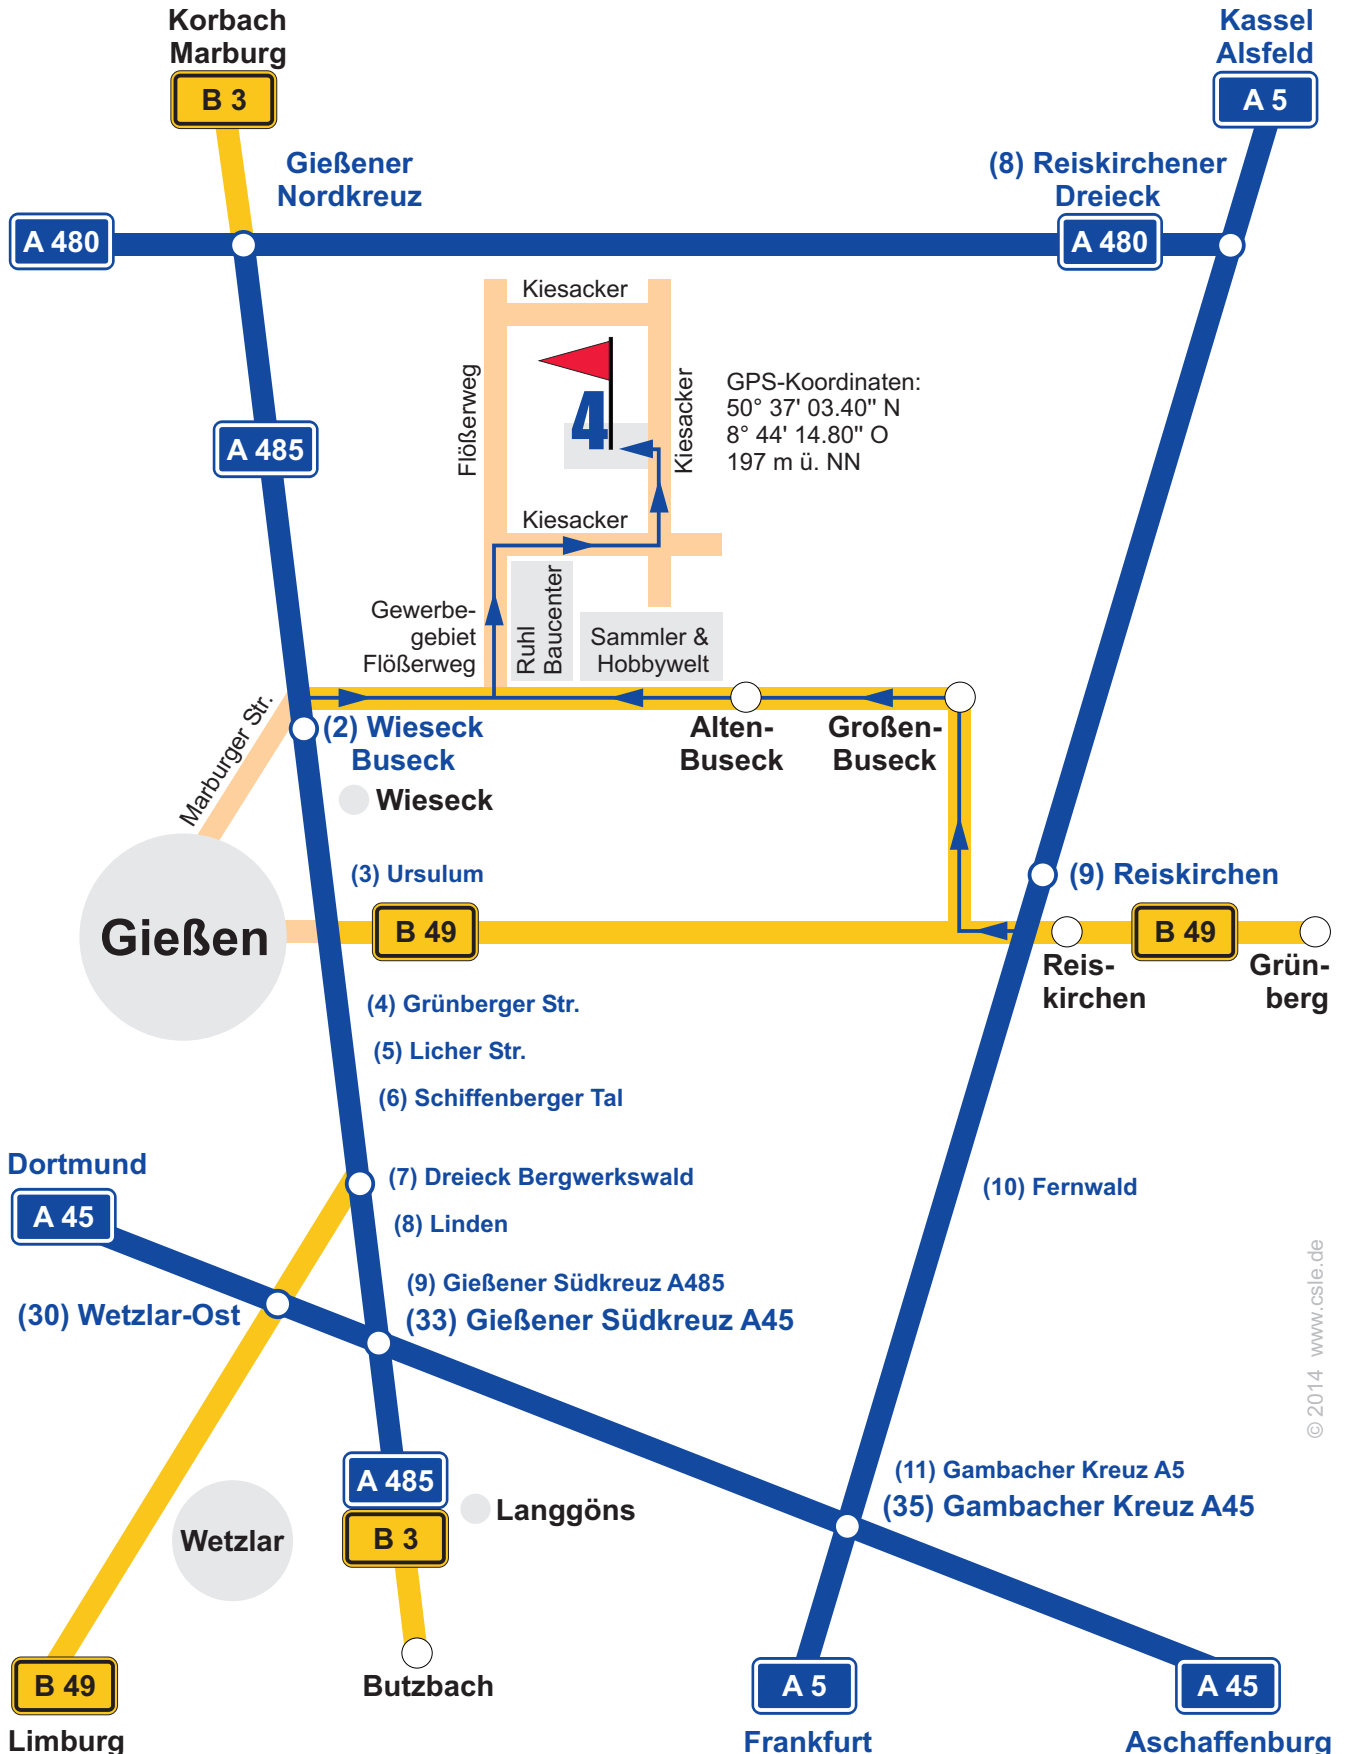 Korbach
Marburg
B 3
Kassel
Alsfeld
A 5
Gießener
Nordkreuz
(8) Reiskirchener
Dreieck
A 480
A 480
Kiesacker
Flößerweg
4
Kiesacker
GPS-Koordinaten:
50° 37' 03.40" N
8° 44' 14.80" O
197 m ü. NN
A 485
Kiesacker
Gewerbe-
gebiet
Flößerweg
Ruhl
Baucenter
Sammler &
Hobbywelt
Marburger Str.
(2) Wieseck
Buseck
Alten-
Buseck
Großen-
Buseck
Wieseck
(3) Ursulum
(9) Reiskirchen
Gießen
B 49
B 49
Reis-
kirchen
Grün-
berg
(4) Grünberger Str.
(5) Licher Str.
(6) Schiffenberger Tal
Dortmund
A 45
(7) Dreieck Bergwerkswald
(10) Fernwald
(8) Linden
(9) Gießener Südkreuz A485
(30) Wetzlar-Ost
(33) Gießener Südkreuz A45
© 2014 www.csle.de
A 485
(11) Gambacher Kreuz A5
(35) Gambacher Kreuz A45
Langgöns
Wetzlar
B 3
B 49
Limburg
Butzbach
A 5
Frankfurt
A 45
Aschaffenburg